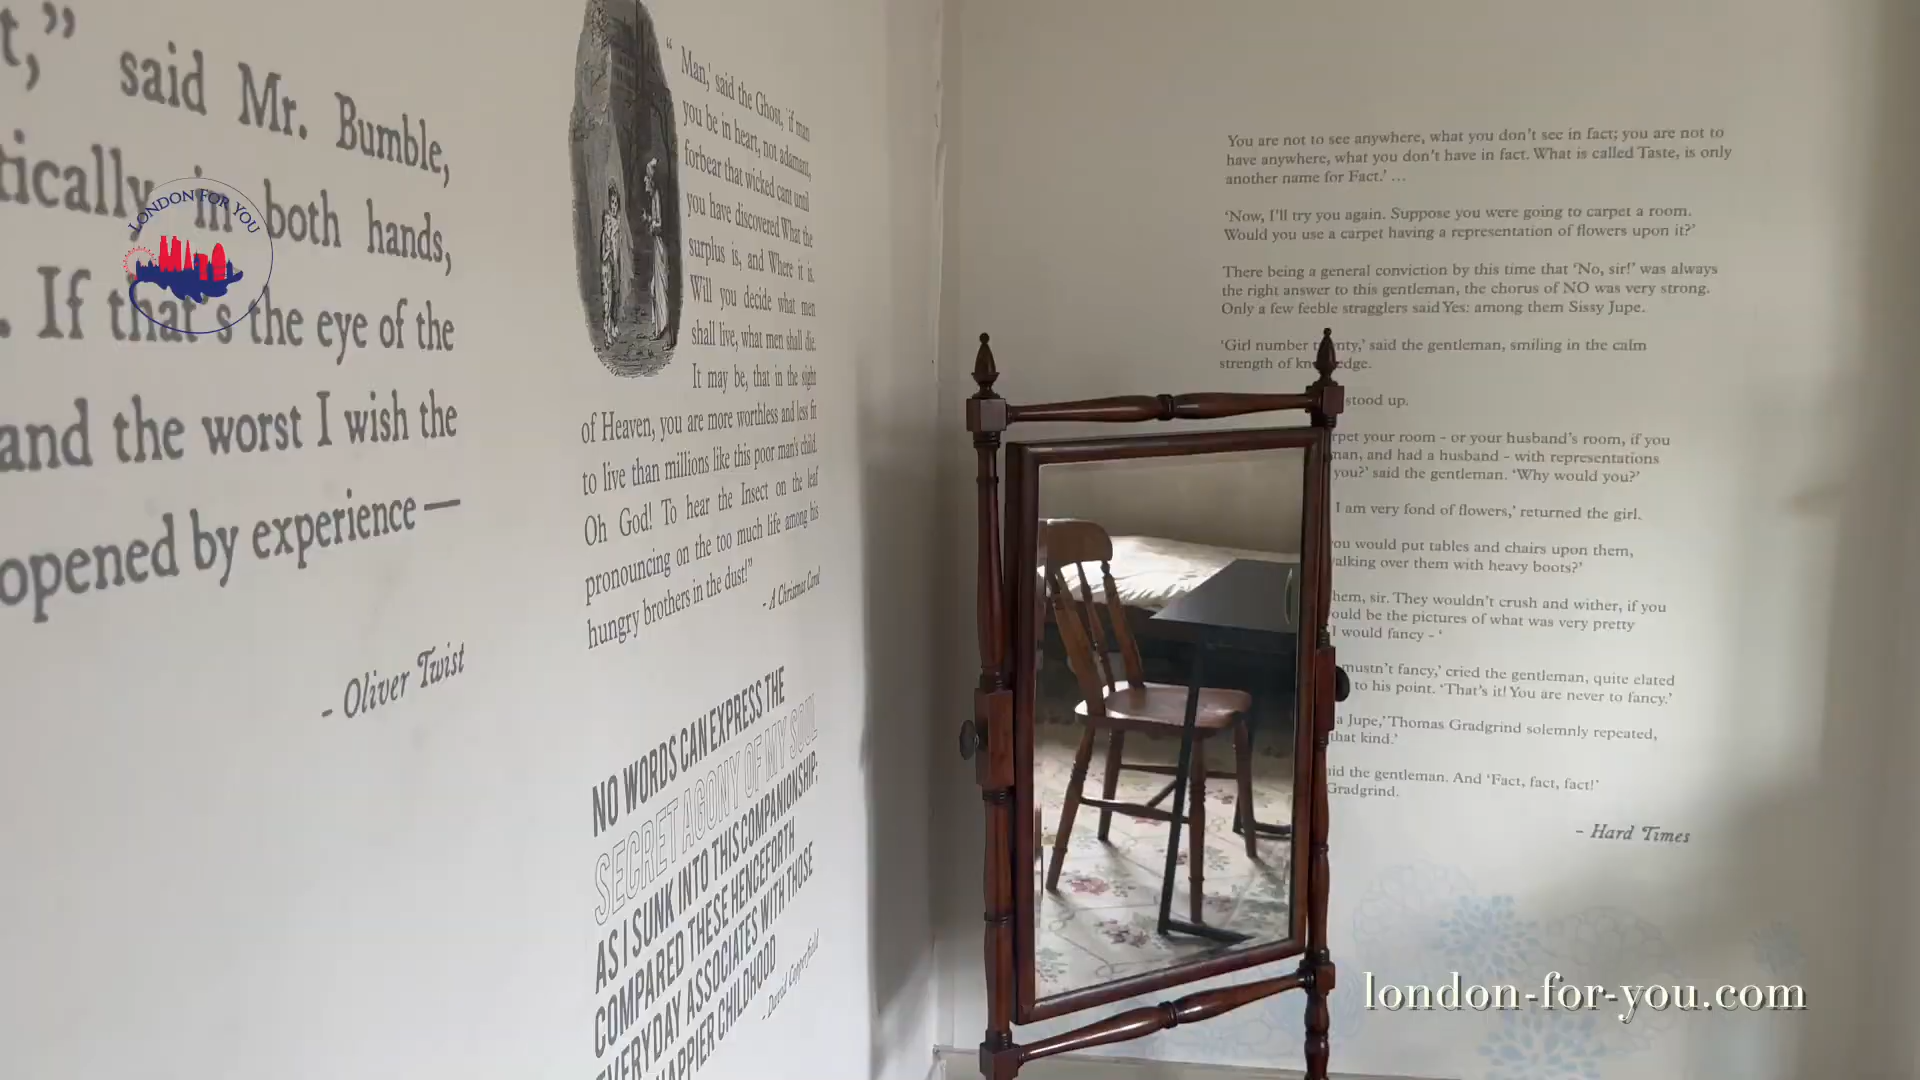 t,” said Mr. Bumble,
tically in both hands,
. If that’s the eye of the
and the worst I wish the
opened by experience —
- Oliver Twist
LONDON FOR YOU
“ Man,’ said the Ghost, ‘if man
you be in heart, not adamant,
forbear that wicked cant until
you have discovered What the
surplus is, and Where it is.
Will you decide what men
shall live, what men shall die.
It may be, that in the sight
of Heaven, you are more worthless and less fit
to live than millions like this poor man’s child.
Oh God! To hear the Insect on the leaf
pronouncing on the too much life among his
hungry brothers in the dust!”
- A Christmas Carol
NO WORDS CAN EXPRESS THE
SECRET AGONY OF MY SOUL
AS I SUNK INTO THIS COMPANIONSHIP:
COMPARED THESE HENCEFORTH
EVERYDAY ASSOCIATES WITH THOSE
HAPPIER CHILDHOOD
- David Copperfield
You are not to see anywhere, what you don’t see in fact; you are not to
have anywhere, what you don’t have in fact. What is called Taste, is only
another name for Fact.’ ...
‘Now, I’ll try you again. Suppose you were going to carpet a room.
Would you use a carpet having a representation of flowers upon it?’
There being a general conviction by this time that ‘No, sir!’ was always
the right answer to this gentleman, the chorus of NO was very strong.
Only a few feeble stragglers said Yes: among them Sissy Jupe.
‘Girl number twenty,’ said the gentleman, smiling in the calm
strength of knowledge.
stood up.
rpet your room - or your husband’s room, if you
man, and had a husband - with representations
you?’ said the gentleman. ‘Why would you?’
I am very fond of flowers,’ returned the girl.
you would put tables and chairs upon them,
alking over them with heavy boots?’
hem, sir. They wouldn’t crush and wither, if you
ould be the pictures of what was very pretty
I would fancy - ‘
mustn’t fancy,’ cried the gentleman, quite elated
to his point. ‘That’s it! You are never to fancy.’
a Jupe,’ Thomas Gradgrind solemnly repeated,
that kind.’
aid the gentleman. And ‘Fact, fact, fact!’
Gradgrind.
- Hard Times
london-for-you.com